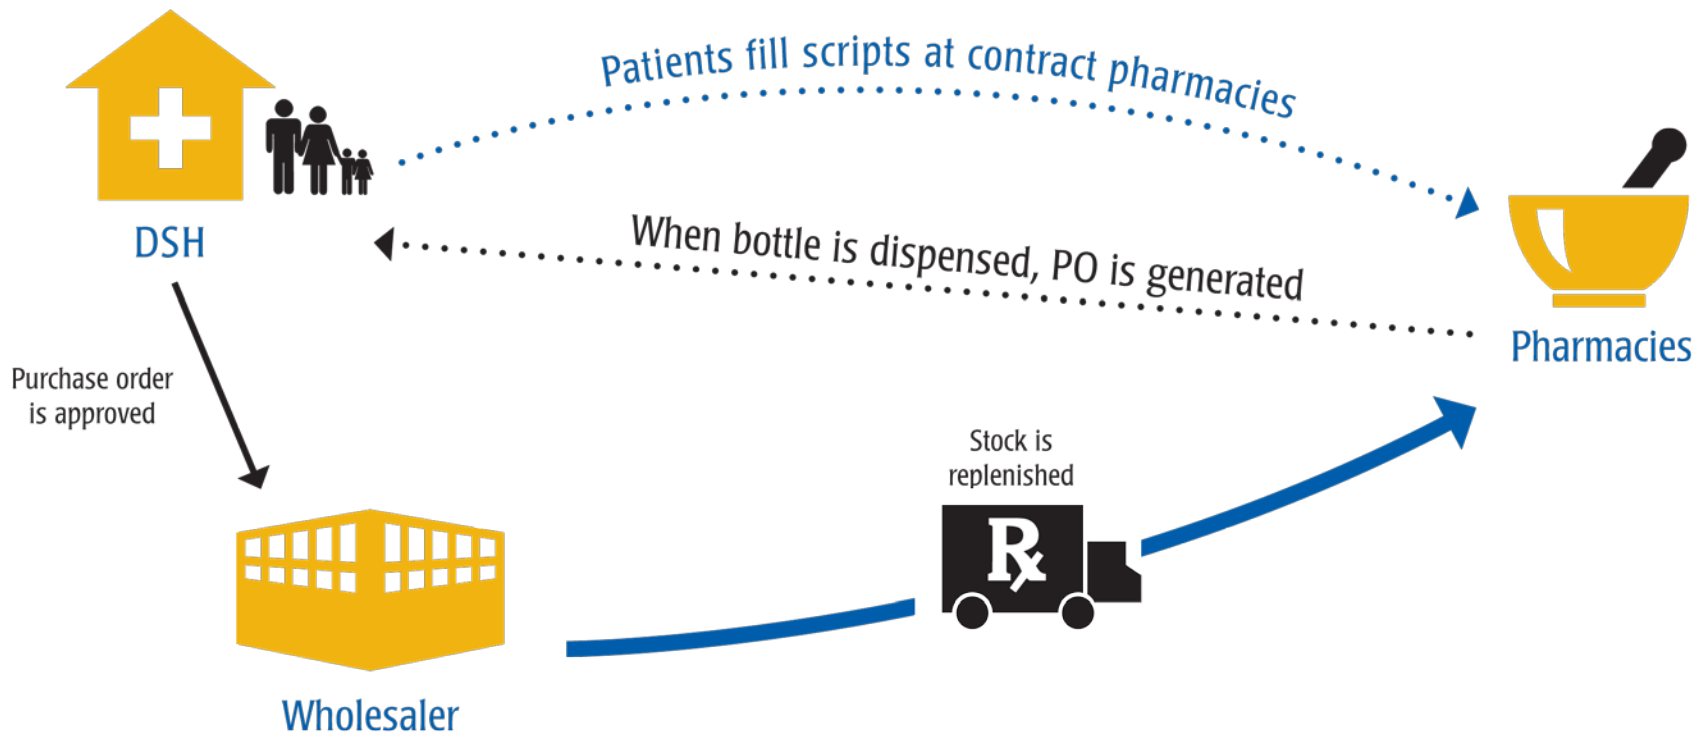 Patients fill scripts at contract pharmacies
DSH
When bottle is dispensed, PO is generated
Pharmacies
Purchase order
is approved
Stock is
replenished
Rx
Wholesaler